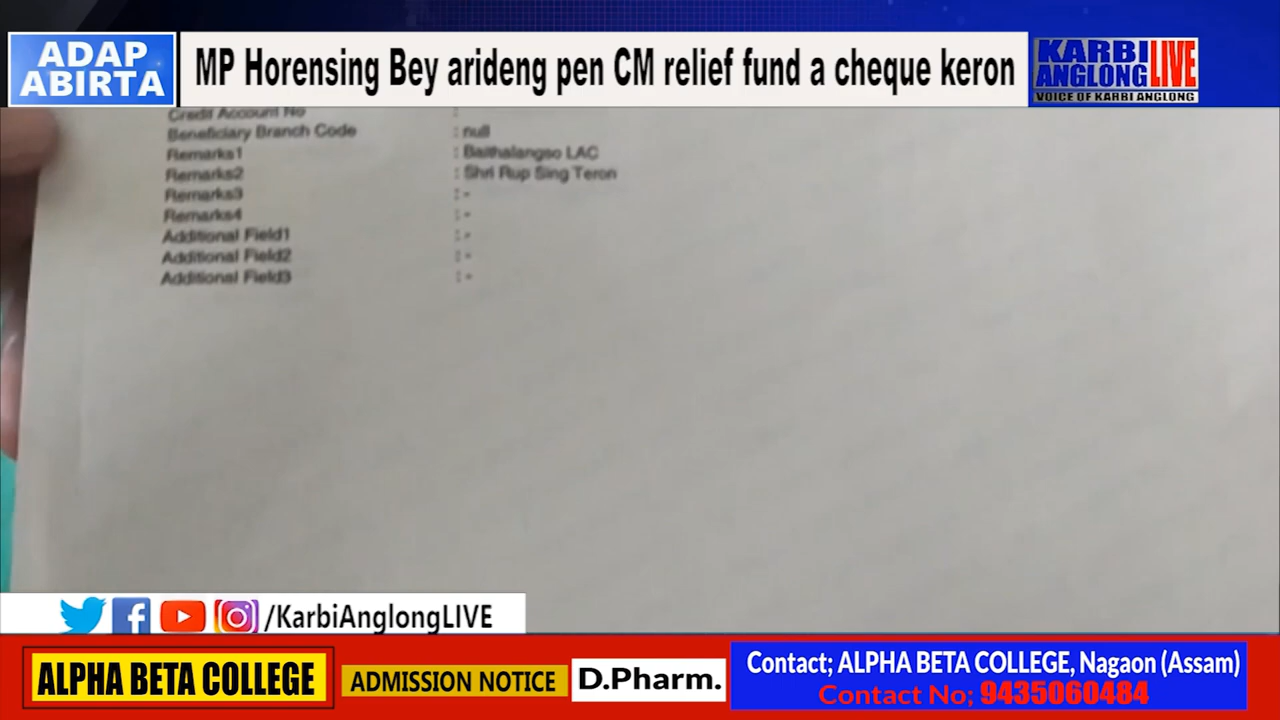 ADAP
ABIRTA
MP Horensing Bey arideng pen CM relief fund a cheque keron
KARBI
ANGLONG LIVE
VOICE OF KARBI ANGLONG
Credit Account No :
Beneficiary Branch Code : null
Remarks1 : Baithalangso LAC
Remarks2 : Shri Rup Sing Teron
Remarks3 : -
Remarks4 : -
Additional Field1 : -
Additional Field2 : -
Additional Field3 : -
/KarbiAnglongLIVE
ALPHA BETA COLLEGE
ADMISSION NOTICE
D.Pharm.
Contact; ALPHA BETA COLLEGE, Nagaon (Assam)
Contact No; 9435060484